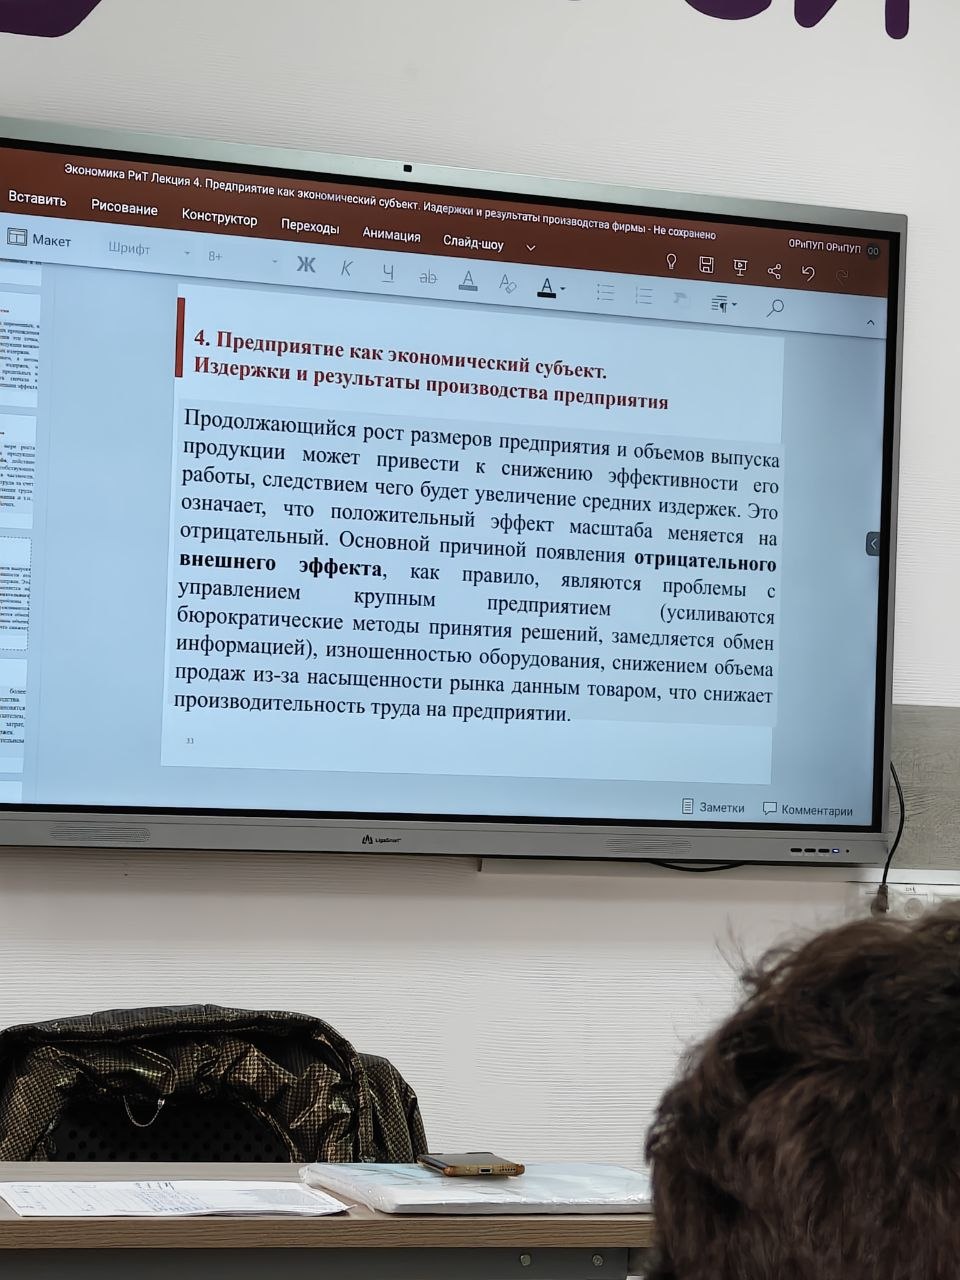 Экономика РиТ Лекция 4. Предприятие как экономический субъект. Издержки и результаты производства фирмы - Не сохранено
ОРиПУП ОРиПУП
Вставить Рисование Конструктор Переходы Анимация Слайд-шоу
Макет Шрифт 8+ Ж К Ч ab А А А
4. Предприятие как экономический субъект.
Издержки и результаты производства предприятия
Продолжающийся рост размеров предприятия и объемов выпуска
продукции может привести к снижению эффективности его
работы, следствием чего будет увеличение средних издержек. Это
означает, что положительный эффект масштаба меняется на
отрицательный. Основной причиной появления отрицательного
внешнего эффекта, как правило, являются проблемы с
управлением крупным предприятием (усиливаются
бюрократические методы принятия решений, замедляется обмен
информацией), изношенностью оборудования, снижением объема
продаж из-за насыщенности рынка данным товаром, что снижает
производительность труда на предприятии.
33
Заметки Комментарии